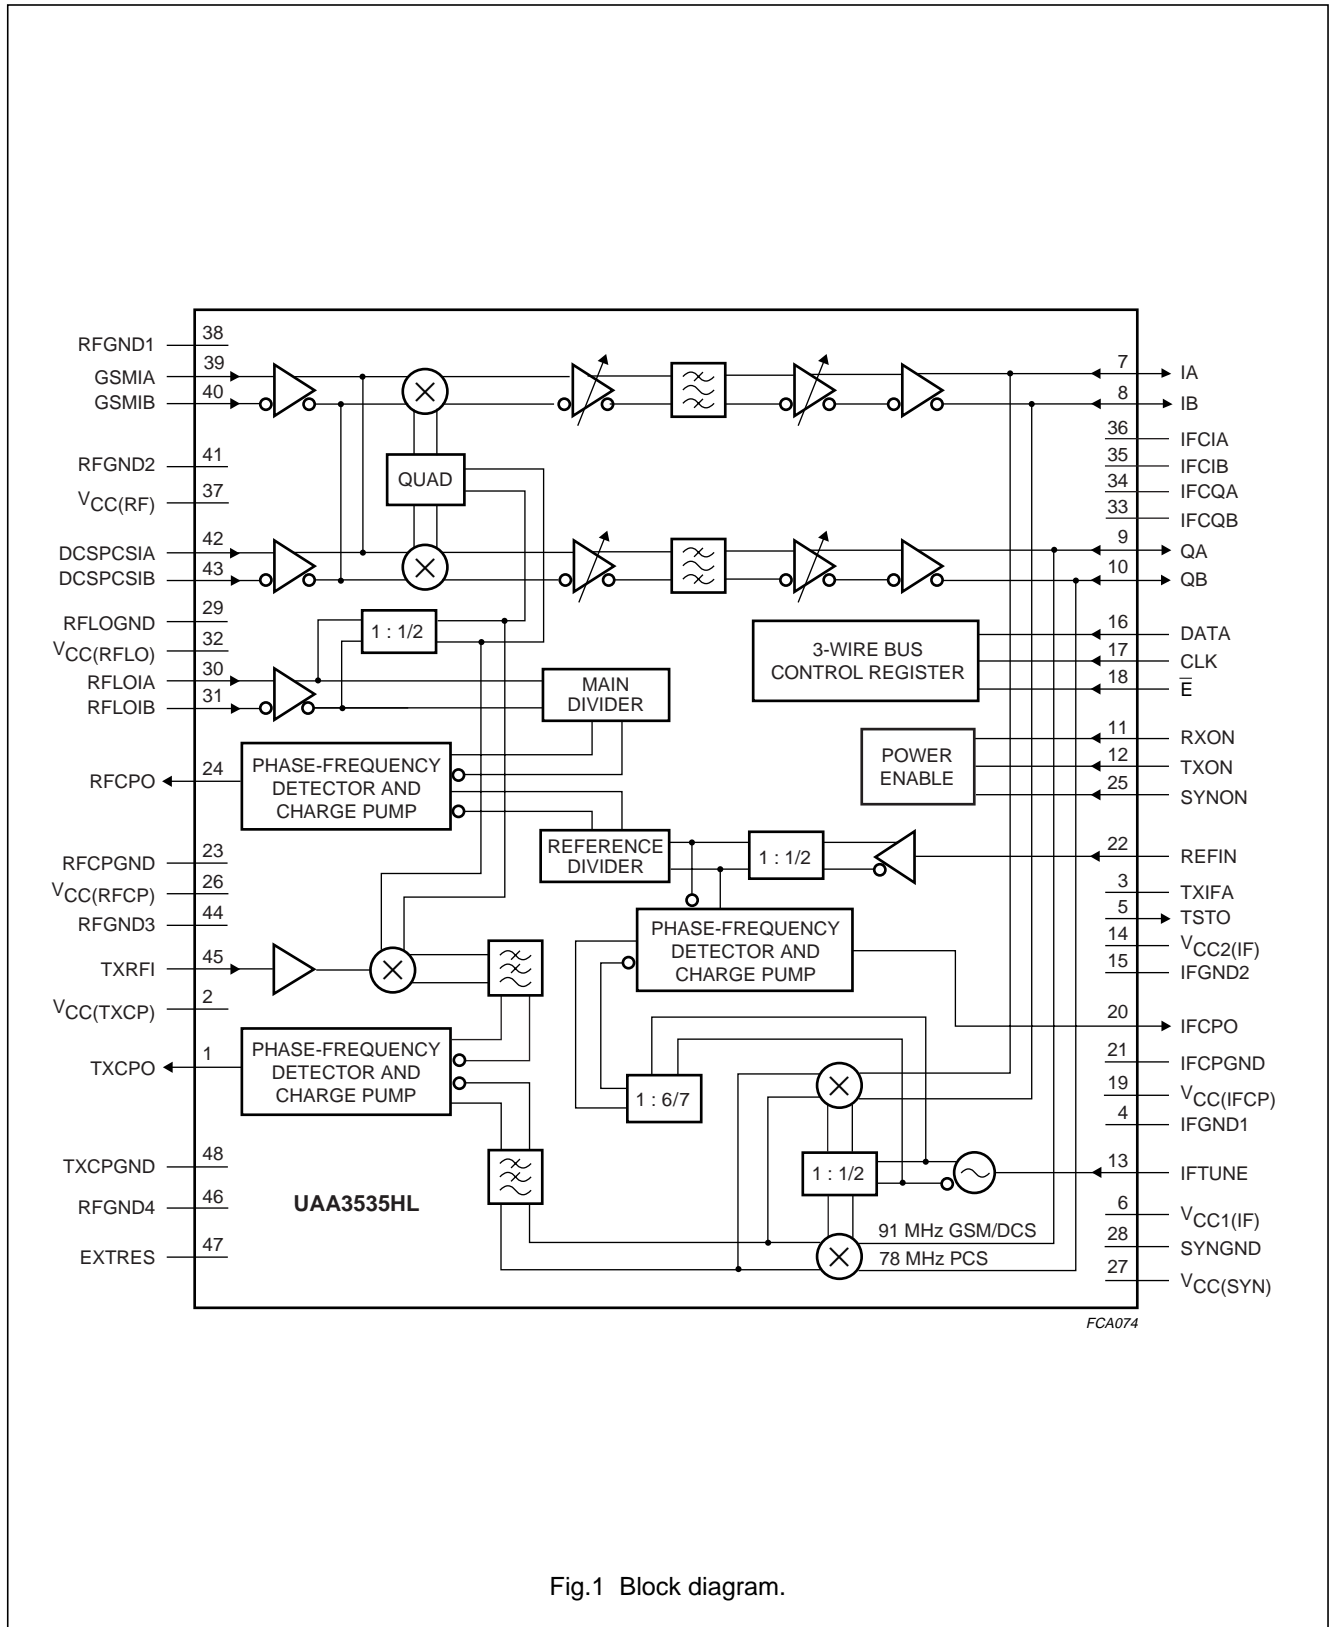 RFGND1 38
GSMIA 39
GSMIB 40
RFGND2 41
VCC(RF) 37
DCSPCSIA 42
DCSPCSIB 43
RFLOGND 29
VCC(RFLO) 32
RFLOIA 30
RFLOIB 31
RFCPO 24
RFCPGND 23
VCC(RFCP) 26
RFGND3 44
TXRFI 45
VCC(TXCP) 2
TXCPO 1
TXCPGND 48
RFGND4 46
EXTRES 47
QUAD
1 : 1/2
MAIN
DIVIDER
PHASE-FREQUENCY
DETECTOR AND
CHARGE PUMP
REFERENCE
DIVIDER
1 : 1/2
3-WIRE BUS
CONTROL REGISTER
POWER
ENABLE
PHASE-FREQUENCY
DETECTOR AND
CHARGE PUMP
PHASE-FREQUENCY
DETECTOR AND
CHARGE PUMP
1 : 6/7
1 : 1/2
UAA3535HL
91 MHz GSM/DCS
78 MHz PCS
7 IA
8 IB
36 IFCIA
35 IFCIB
34 IFCQA
33 IFCQB
9 QA
10 QB
16 DATA
17 CLK
18 E̅
11 RXON
12 TXON
25 SYNON
22 REFIN
3 TXIFA
5 TSTO
14 VCC2(IF)
15 IFGND2
20 IFCPO
21 IFCPGND
19 VCC(IFCP)
4 IFGND1
13 IFTUNE
6 VCC1(IF)
28 SYNGND
27 VCC(SYN)
FCA074
Fig.1 Block diagram.